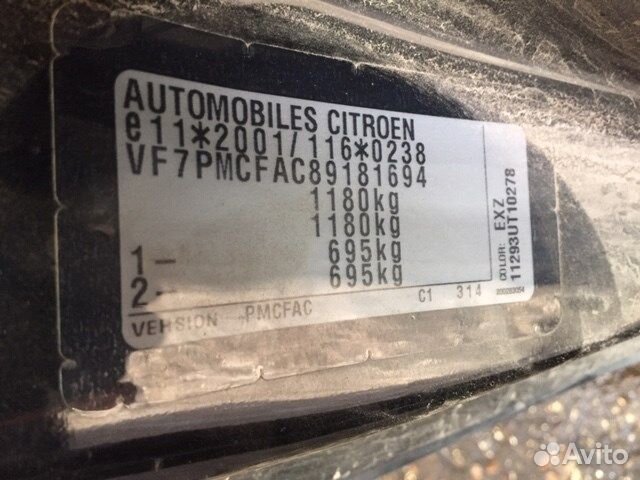 AUTOMOBILES CITROEN
e11*2001/116*0238
VF7PMCFAC89181694
1180kg
1180kg
1- 695kg
2- 695kg
VERSION PMCFAC C1 314
COLOR: EXZ
11293UT10278
200283054
Avito